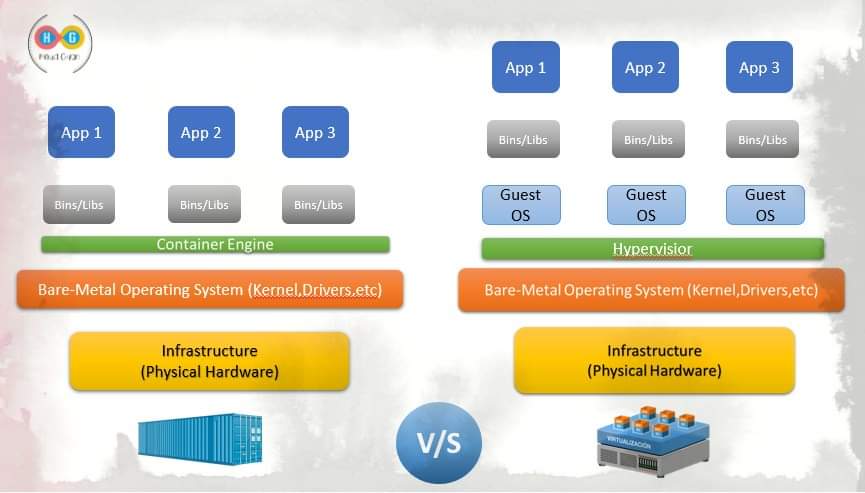 H G
App 1 App 2 App 3
Bins/Libs Bins/Libs Bins/Libs
Container Engine
Bare-Metal Operating System (Kernel,Drivers,etc)
Infrastructure
(Physical Hardware)
App 1 App 2 App 3
Bins/Libs Bins/Libs Bins/Libs
Guest Guest Guest
OS OS OS
Hypervisior
Bare-Metal Operating System (Kernel,Drivers,etc)
Infrastructure
(Physical Hardware)
V/S
VIRTUALIZACIÓN